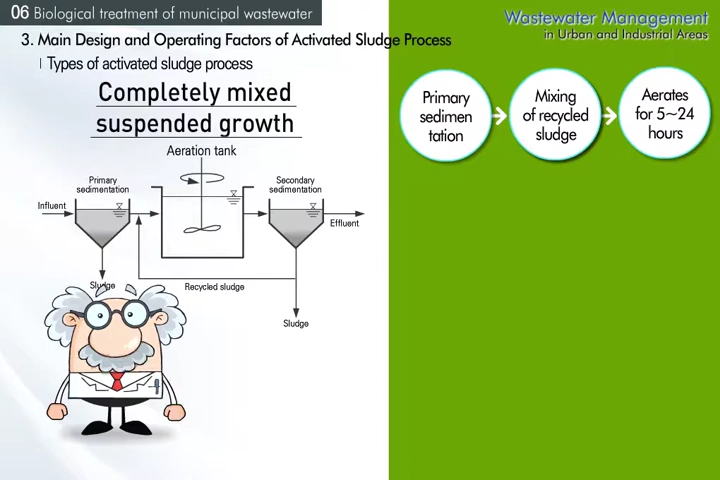 06 Biological treatment of municipal wastewater
Wastewater Management
in Urban and Industrial Areas
3. Main Design and Operating Factors of Activated Sludge Process
| Types of activated sludge process
Completely mixed
suspended growth
Aeration tank
Primary
sedimentation
Secondary
sedimentation
Influent
Effluent
Sludge
Recycled sludge
Sludge
Primary
sedimen
tation
Mixing
of recycled
sludge
Aerates
for 5~24
hours